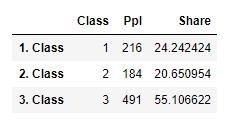 Class Ppl Share
1. Class 1 216 24.242424
2. Class 2 184 20.650954
3. Class 3 491 55.106622